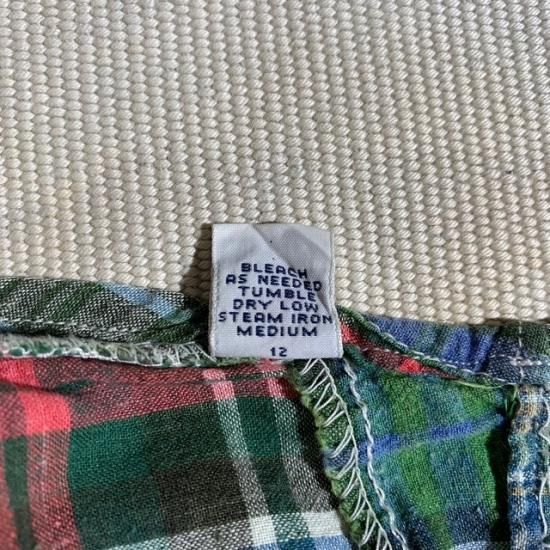 BLEACH
AS NEEDED
TUMBLE
DRY LOW
STEAM IRON
MEDIUM
12